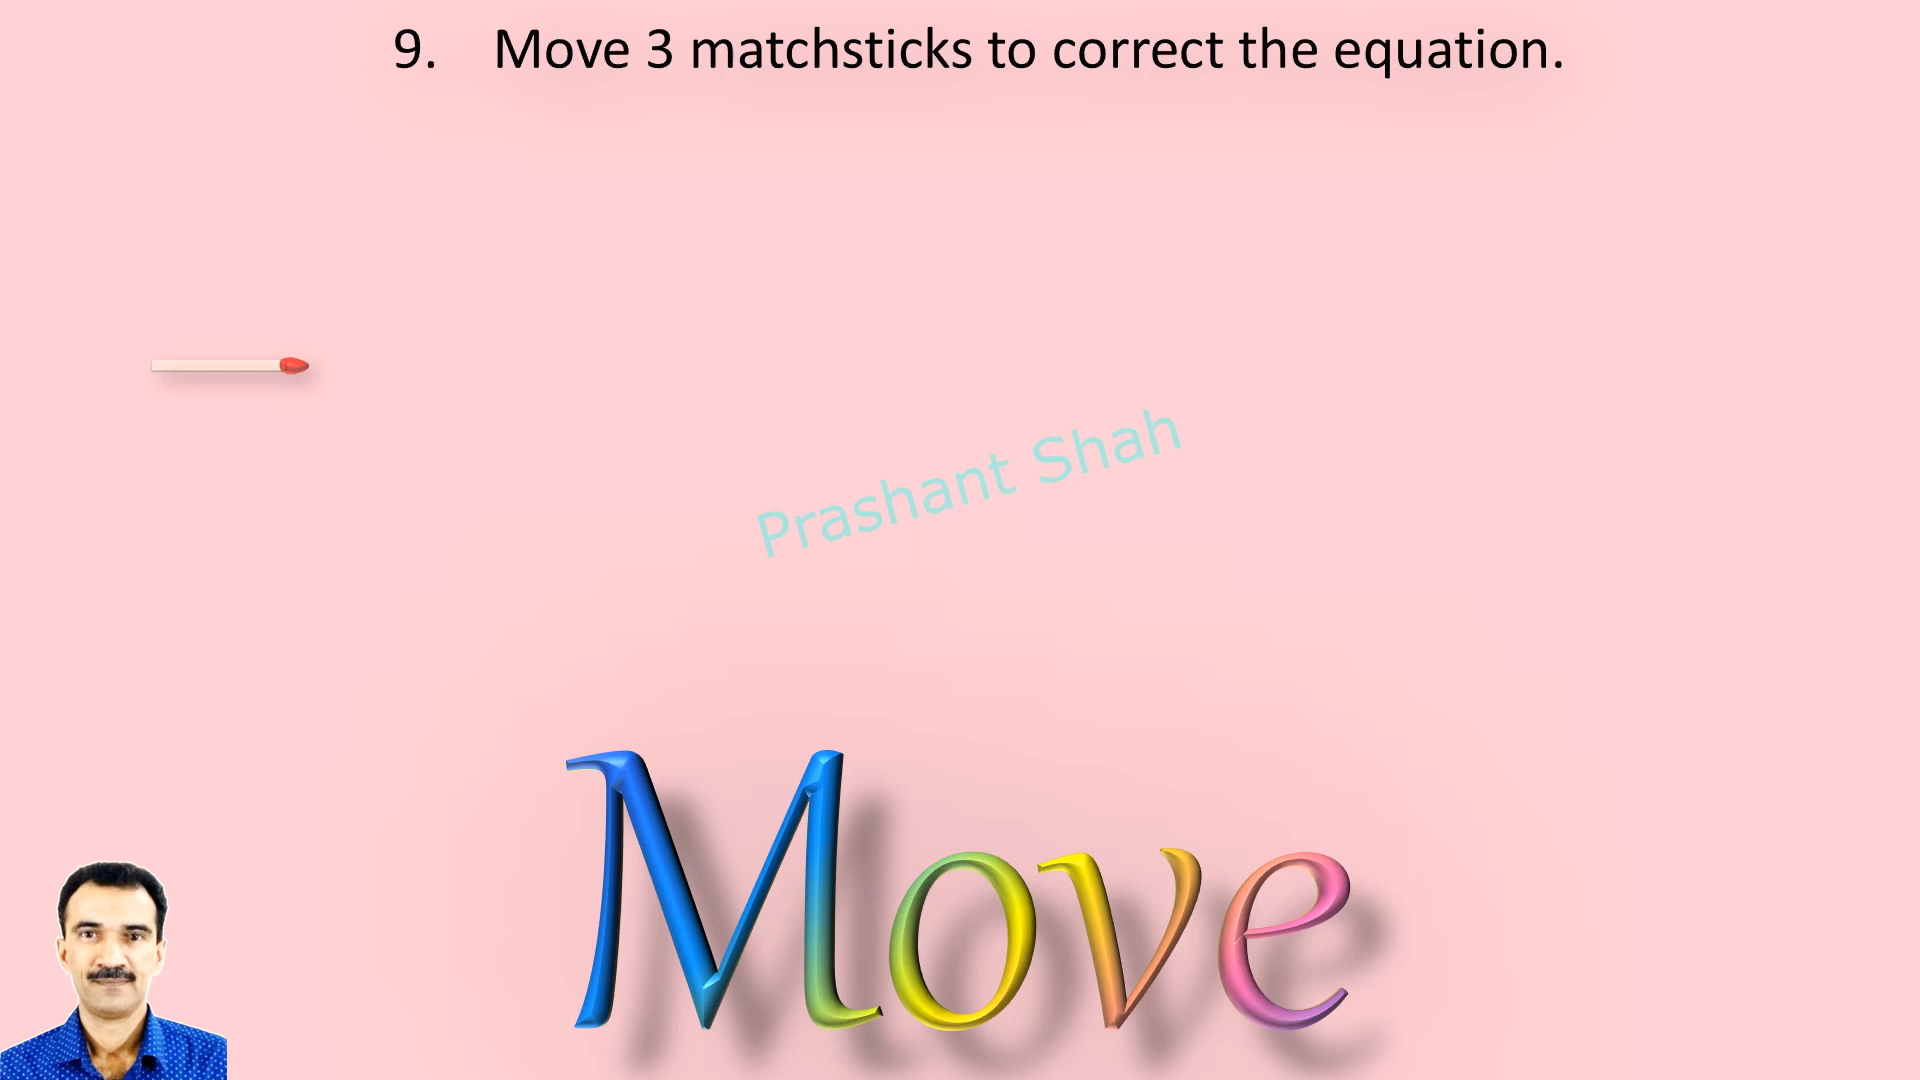 9. Move 3 matchsticks to correct the equation.
Prashant Shah
Move